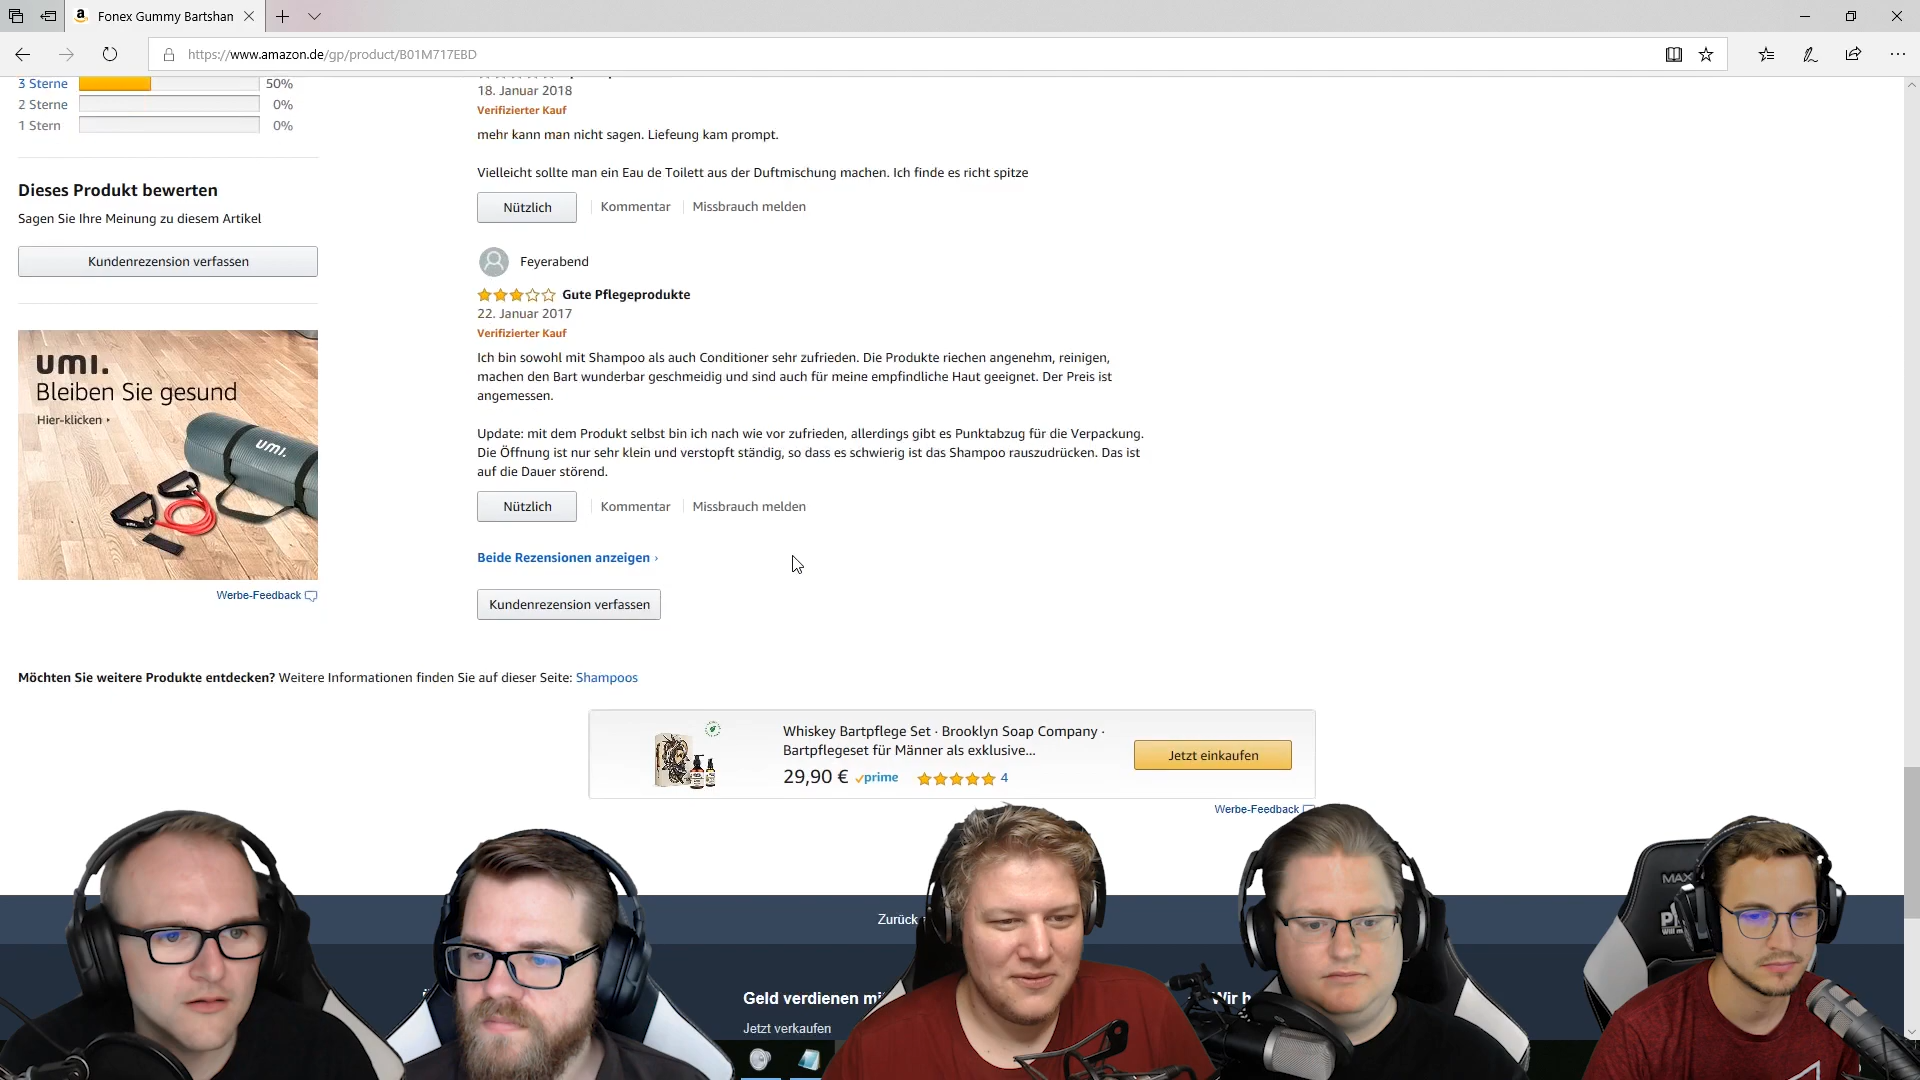 Fonex Gummy Bartshan
https://www.amazon.de/gp/product/B01M717EBD
3 Sterne 50%
2 Sterne 0%
1 Stern 0%
Dieses Produkt bewerten
Sagen Sie Ihre Meinung zu diesem Artikel
Kundenrezension verfassen
umi.
Bleiben Sie gesund
Hier-klicken
umi.
Werbe-Feedback
18. Januar 2018
Verifizierter Kauf
mehr kann man nicht sagen. Liefeung kam prompt.
Vielleicht sollte man ein Eau de Toilett aus der Duftmischung machen. Ich finde es richt spitze
Nützlich Kommentar Missbrauch melden
Feyerabend
Gute Pflegeprodukte
22. Januar 2017
Verifizierter Kauf
Ich bin sowohl mit Shampoo als auch Conditioner sehr zufrieden. Die Produkte riechen angenehm, reinigen,
machen den Bart wunderbar geschmeidig und sind auch für meine empfindliche Haut geeignet. Der Preis ist
angemessen.
Update: mit dem Produkt selbst bin ich nach wie vor zufrieden, allerdings gibt es Punktabzug für die Verpackung.
Die Öffnung ist nur sehr klein und verstopft ständig, so dass es schwierig ist das Shampoo rauszudrücken. Das ist
auf die Dauer störend.
Nützlich Kommentar Missbrauch melden
Beide Rezensionen anzeigen ›
Kundenrezension verfassen
Möchten Sie weitere Produkte entdecken? Weitere Informationen finden Sie auf dieser Seite: Shampoos
Whiskey Bartpflege Set · Brooklyn Soap Company ·
Bartpflegeset für Männer als exklusive...
29,90 € prime 4
Jetzt einkaufen
Werbe-Feedback
Zurück
Geld verdienen mi
Wir h
Jetzt verkaufen
MAX